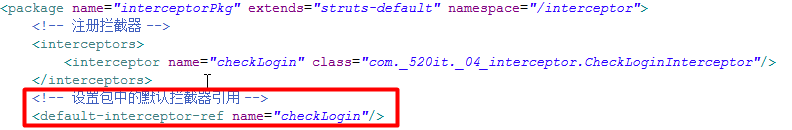 <package name="interceptorPkg" extends="struts-default" namespace="/interceptor">
<!-- 注册拦截器 -->
<interceptors>
<interceptor name="checkLogin" class="com._520it._04_interceptor.CheckLoginInterceptor"/>
</interceptors>
<!-- 设置包中的默认拦截器引用 -->
<default-interceptor-ref name="checkLogin"/>